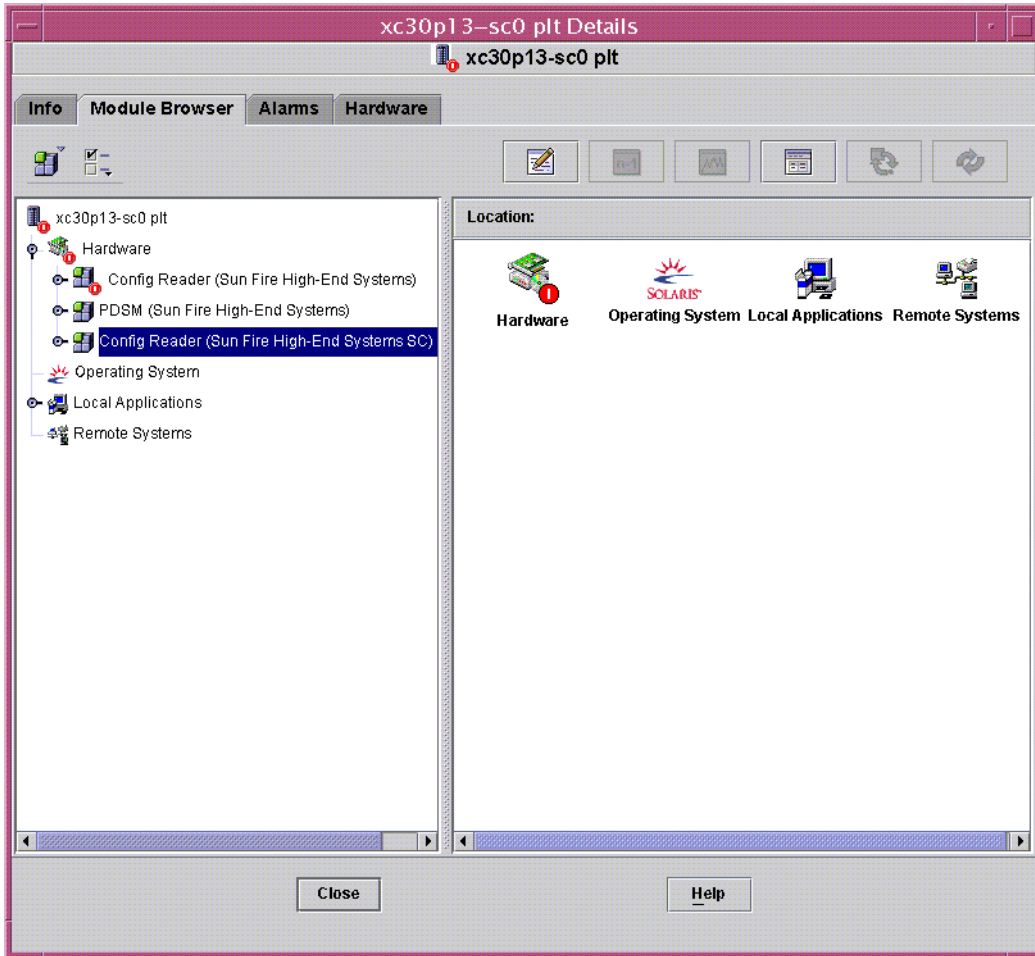 xc30p13-sc0 plt Details
xc30p13-sc0 plt
Info Module Browser Alarms Hardware
xc30p13-sc0 plt
Hardware
Config Reader (Sun Fire High-End Systems)
PDSM (Sun Fire High-End Systems)
Config Reader (Sun Fire High-End Systems SC)
Operating System
Local Applications
Remote Systems
Location:
SOLARIS
Hardware Operating System Local Applications Remote Systems
Close Help